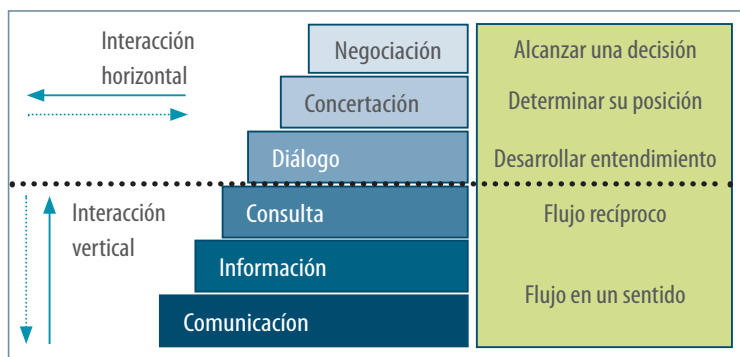 Interacción
horizontal
Negociación
Alcanzar una decisión
Concertación
Determinar su posición
Diálogo
Desarrollar entendimiento
Interacción
vertical
Consulta
Flujo recíproco
Información
Flujo en un sentido
Comunicacíon